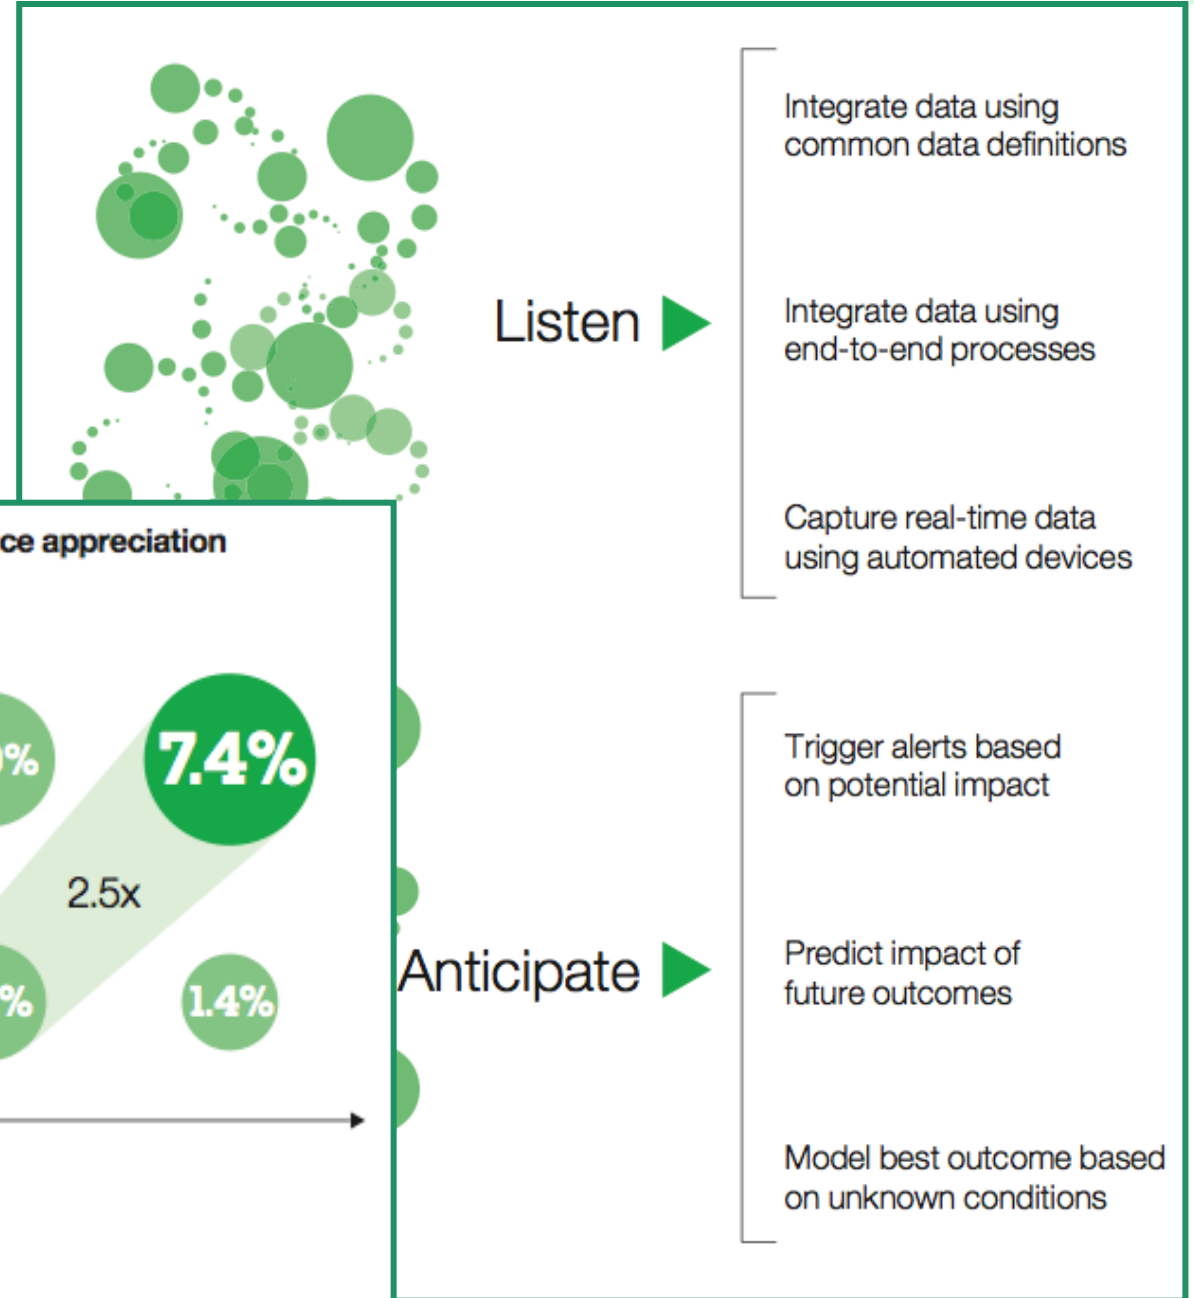 Integrate data using
common data definitions
Listen
Integrate data using
end-to-end processes
Capture real-time data
using automated devices
appreciation
7.4%
2.5x
1.4%
Trigger alerts based
on potential impact
Anticipate
Predict impact of
future outcomes
Model best outcome based
on unknown conditions